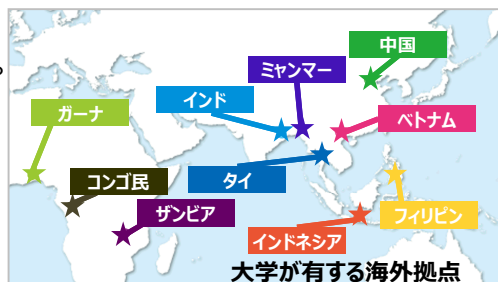 中国
ミャンマー
インド
ガーナ
ベトナム
コンゴ民
タイ
ザンビア
フィリピン
インドネシア
大学が有する海外拠点